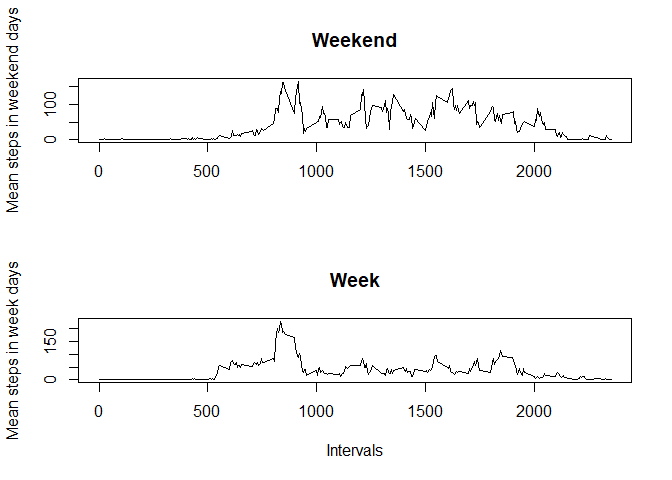 Weekend
Mean steps in weekend days
100
0
0 500 1000 1500 2000
Week
Mean steps in week days
150
0
0 500 1000 1500 2000
Intervals